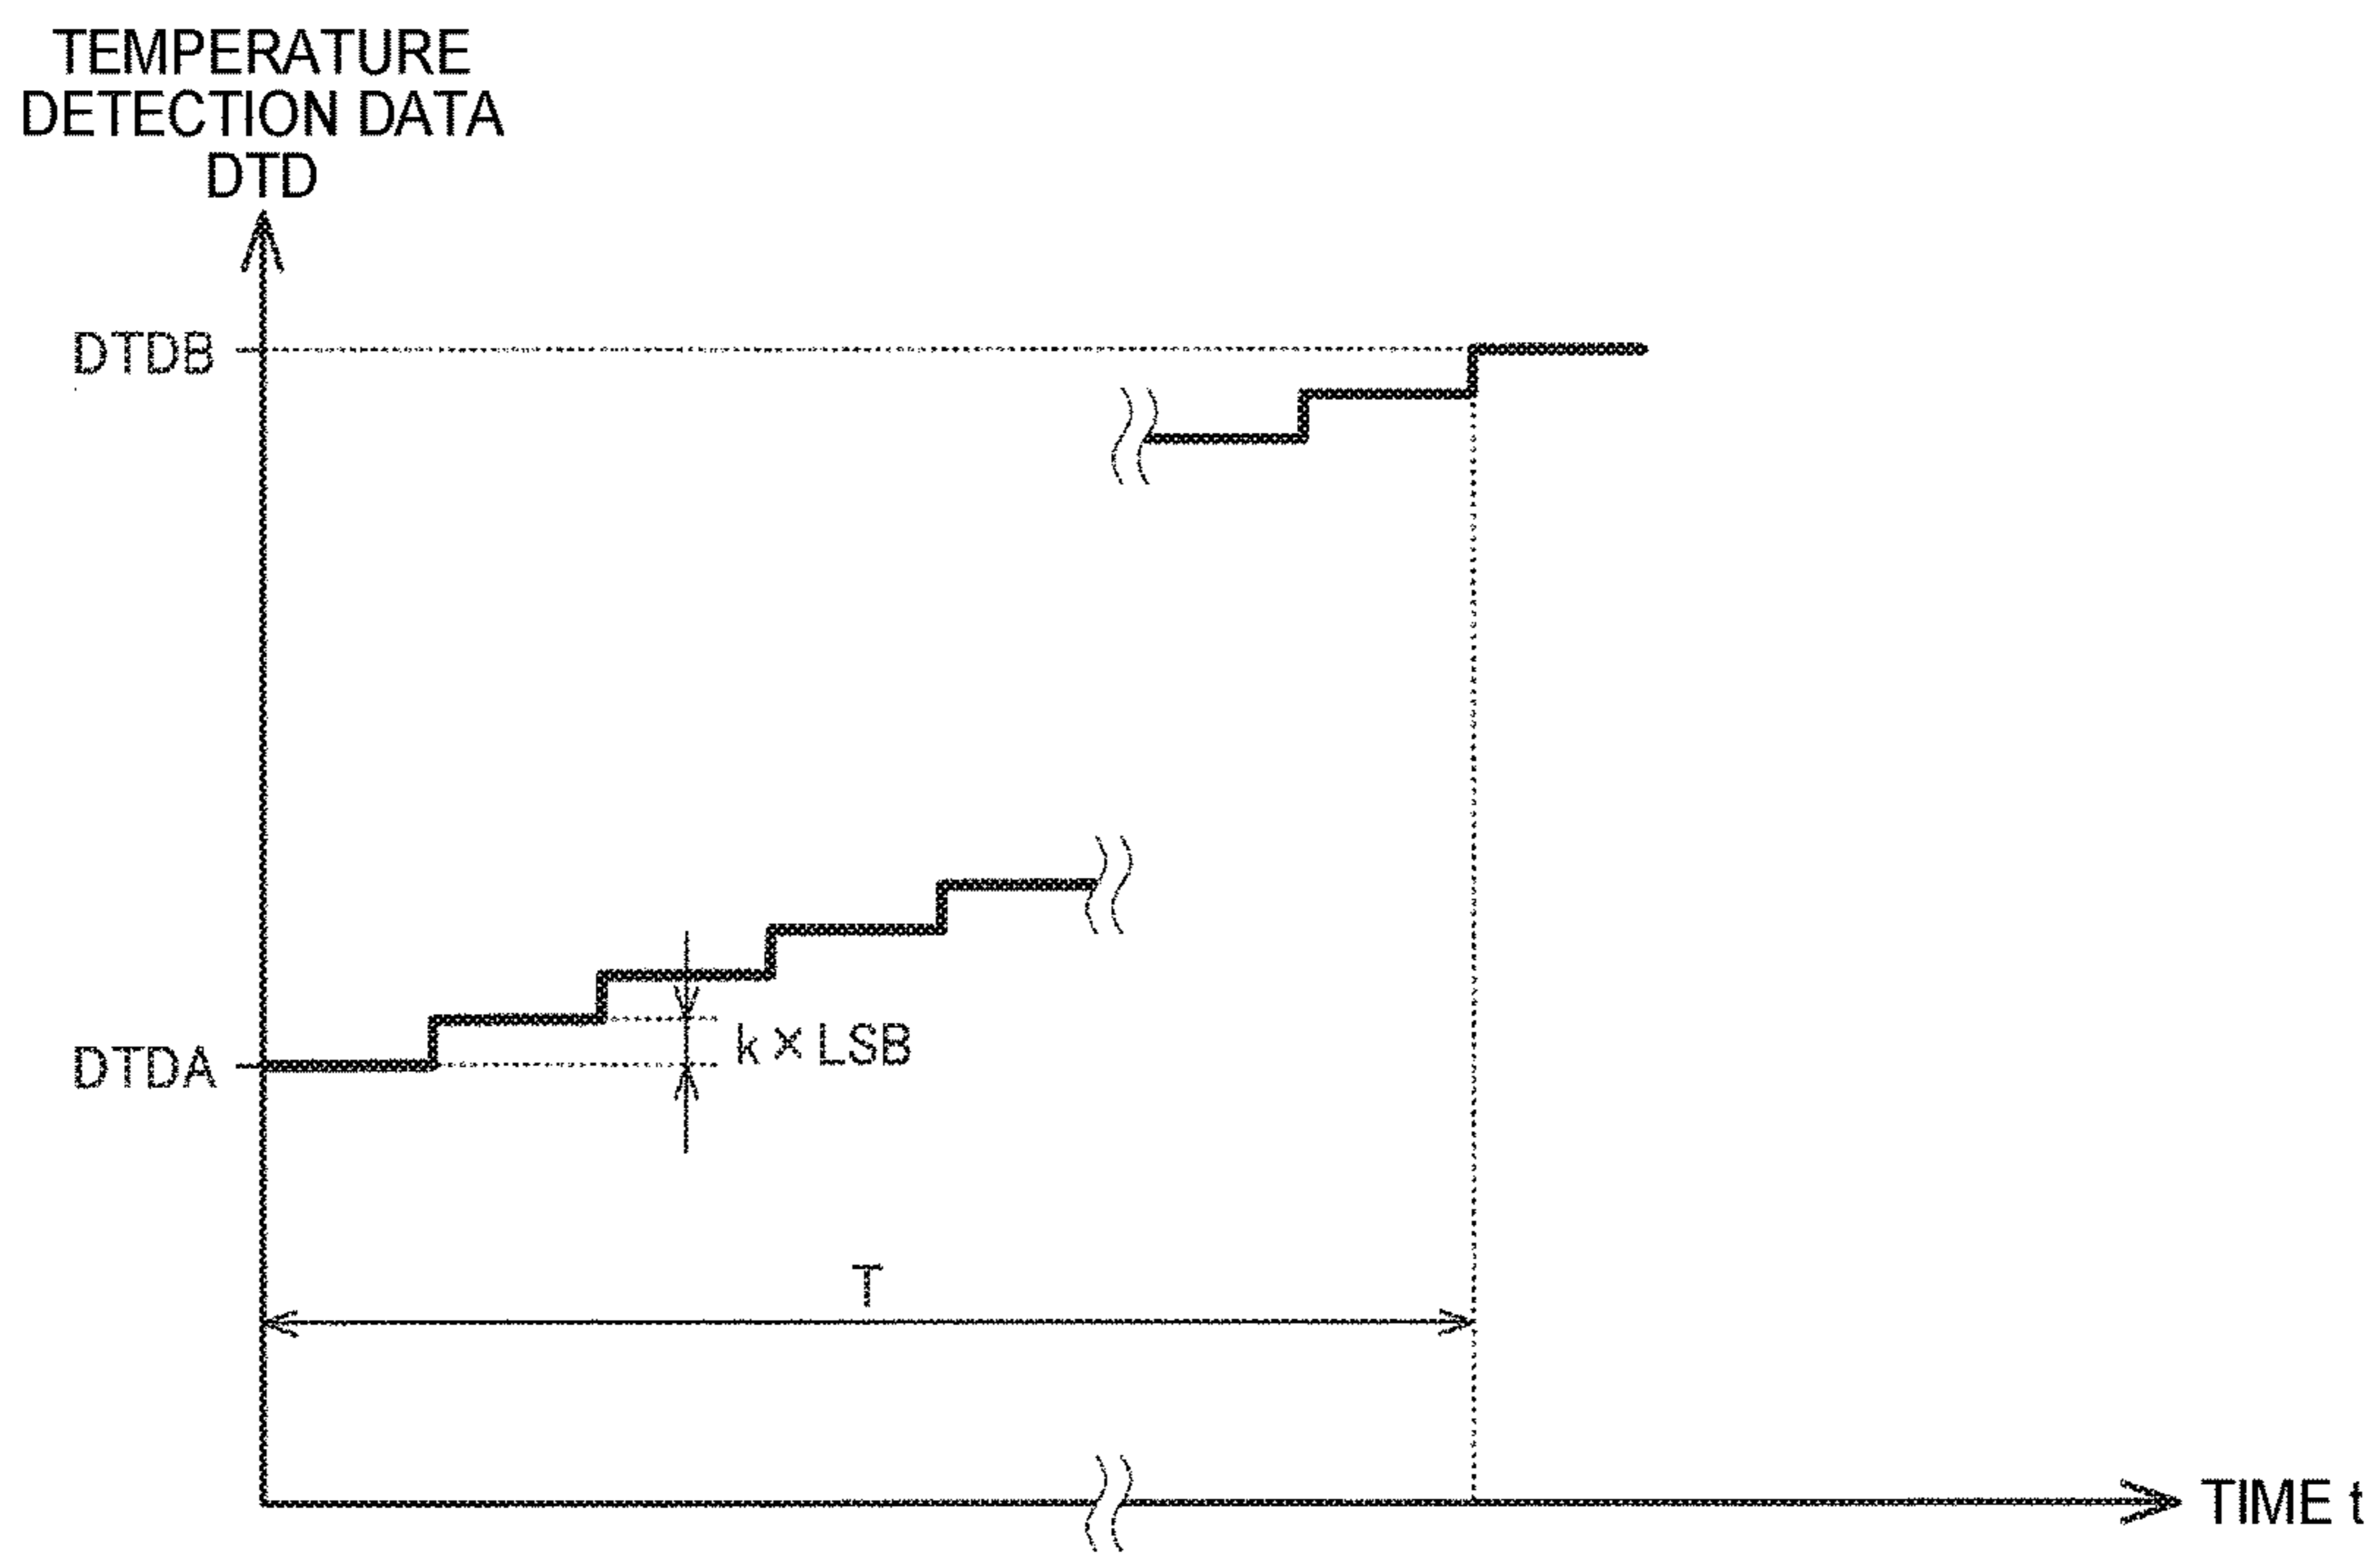 TEMPERATURE
DETECTION DATA
DTD
DTDB
k × LSB
DTDA
T
TIME t